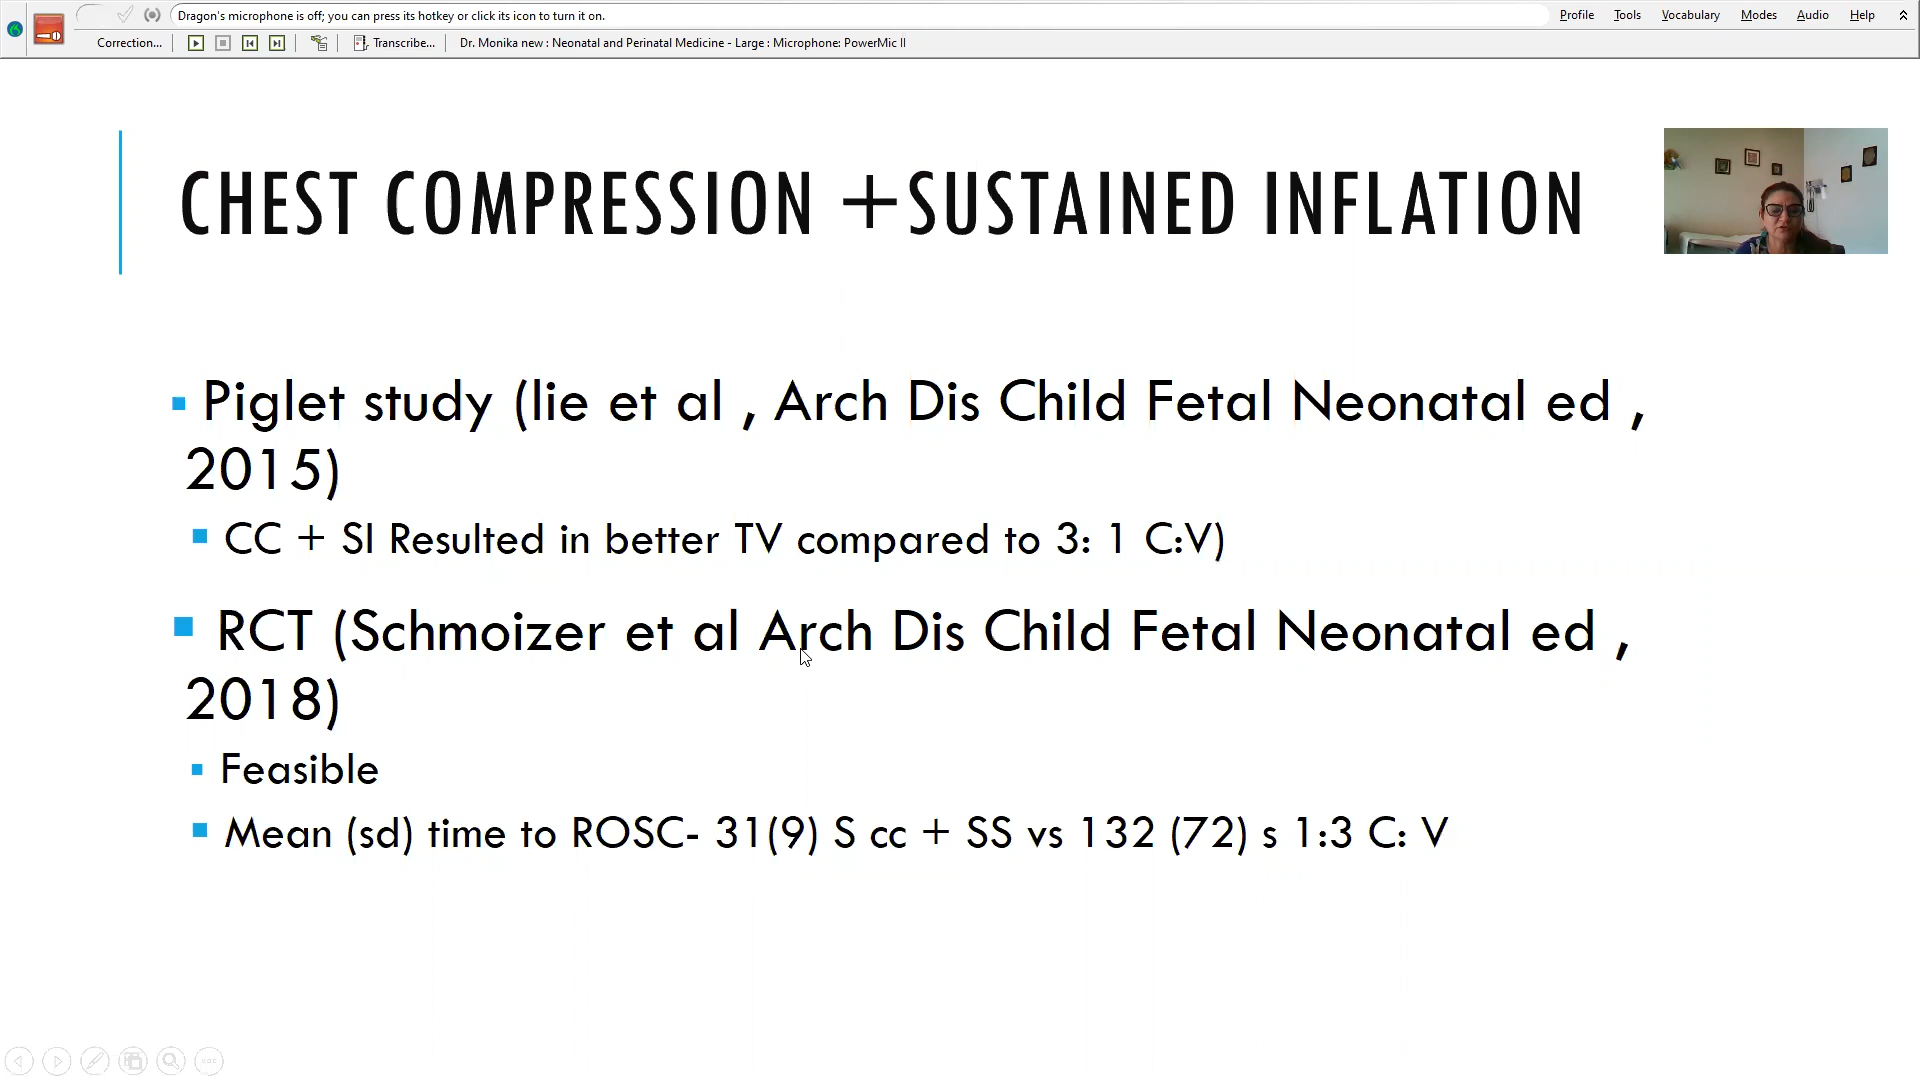 Dragon's microphone is off; you can press its hotkey or click its icon to turn it on.
Profile Tools Vocabulary Modes Audio Help
Correction... Transcribe... Dr. Monika new : Neonatal and Perinatal Medicine - Large : Microphone: PowerMic II
CHEST COMPRESSION +SUSTAINED INFLATION
Piglet study (lie et al , Arch Dis Child Fetal Neonatal ed ,
2015)
CC + SI Resulted in better TV compared to 3: 1 C:V)
RCT (Schmoizer et al Arch Dis Child Fetal Neonatal ed ,
2018)
Feasible
Mean (sd) time to ROSC- 31(9) S cc + SS vs 132 (72) s 1:3 C: V